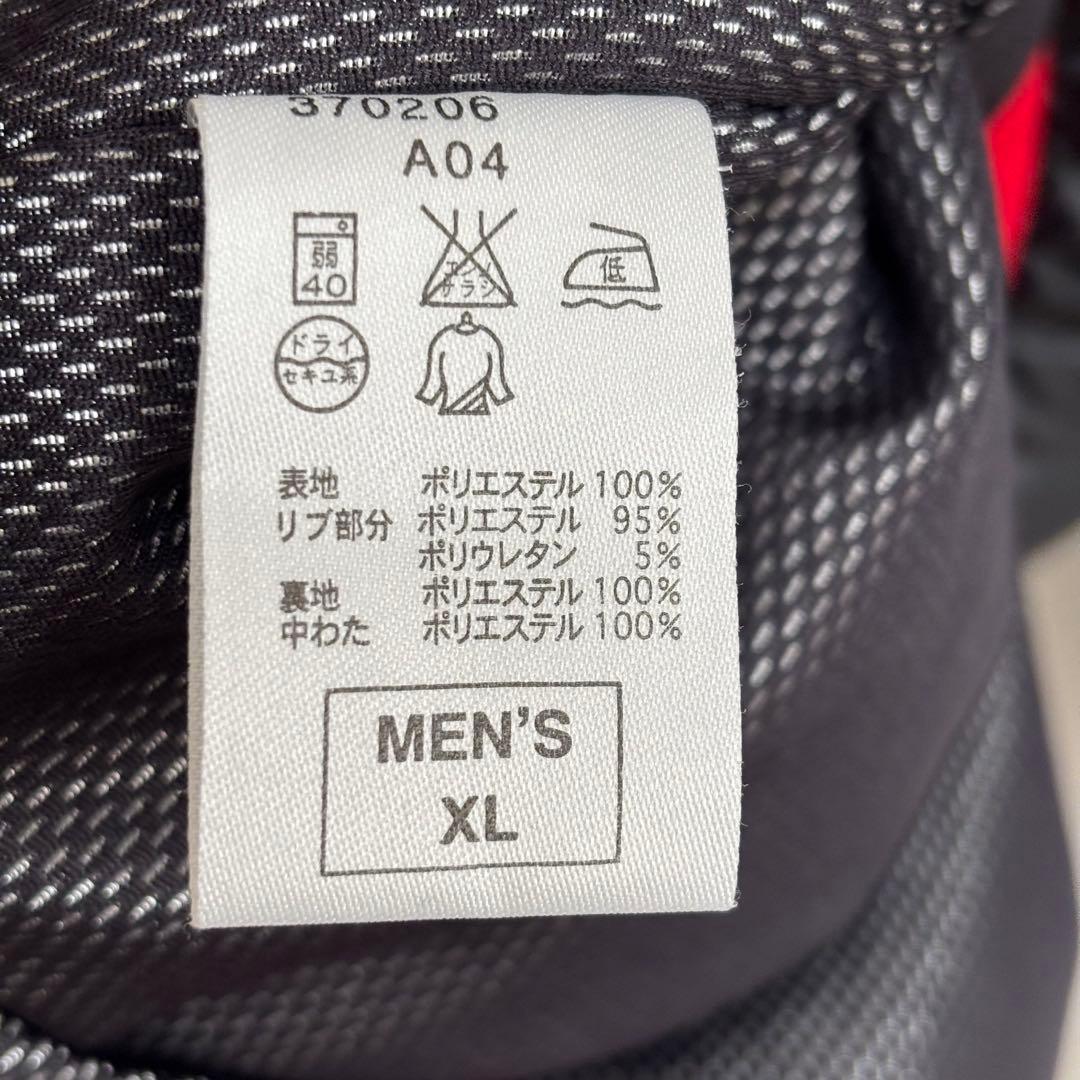 370206
A04
弱
40
エンソ
サラシ
低
ドライ
セキユ系
表地 ポリエステル 100%
リブ部分 ポリエステル 95%
ポリウレタン 5%
裏地 ポリエステル 100%
中わた ポリエステル 100%
MEN'S
XL